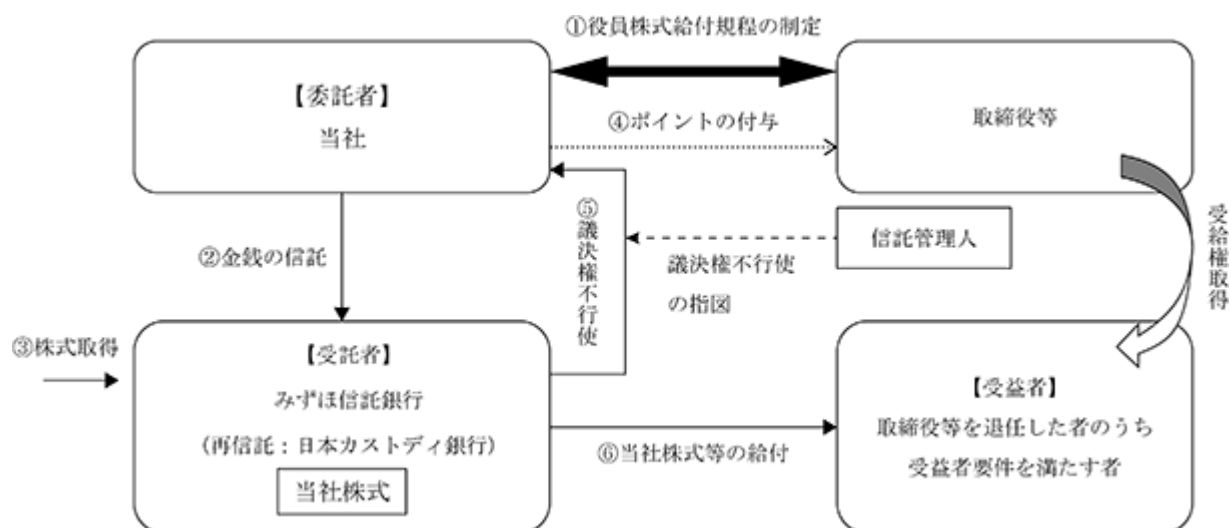 ①役員株式給付規程の制定
【委託者】
当社
④ポイントの付与
取締役等
②金銭の信託
⑤議決権不行使
議決権不行使
の指図
信託管理人
受給権取得
③株式取得
【受託者】
みずほ信託銀行
(再信託：日本カストディ銀行)
当社株式
⑥当社株式等の給付
【受益者】
取締役等を退任した者のうち
受益者要件を満たす者